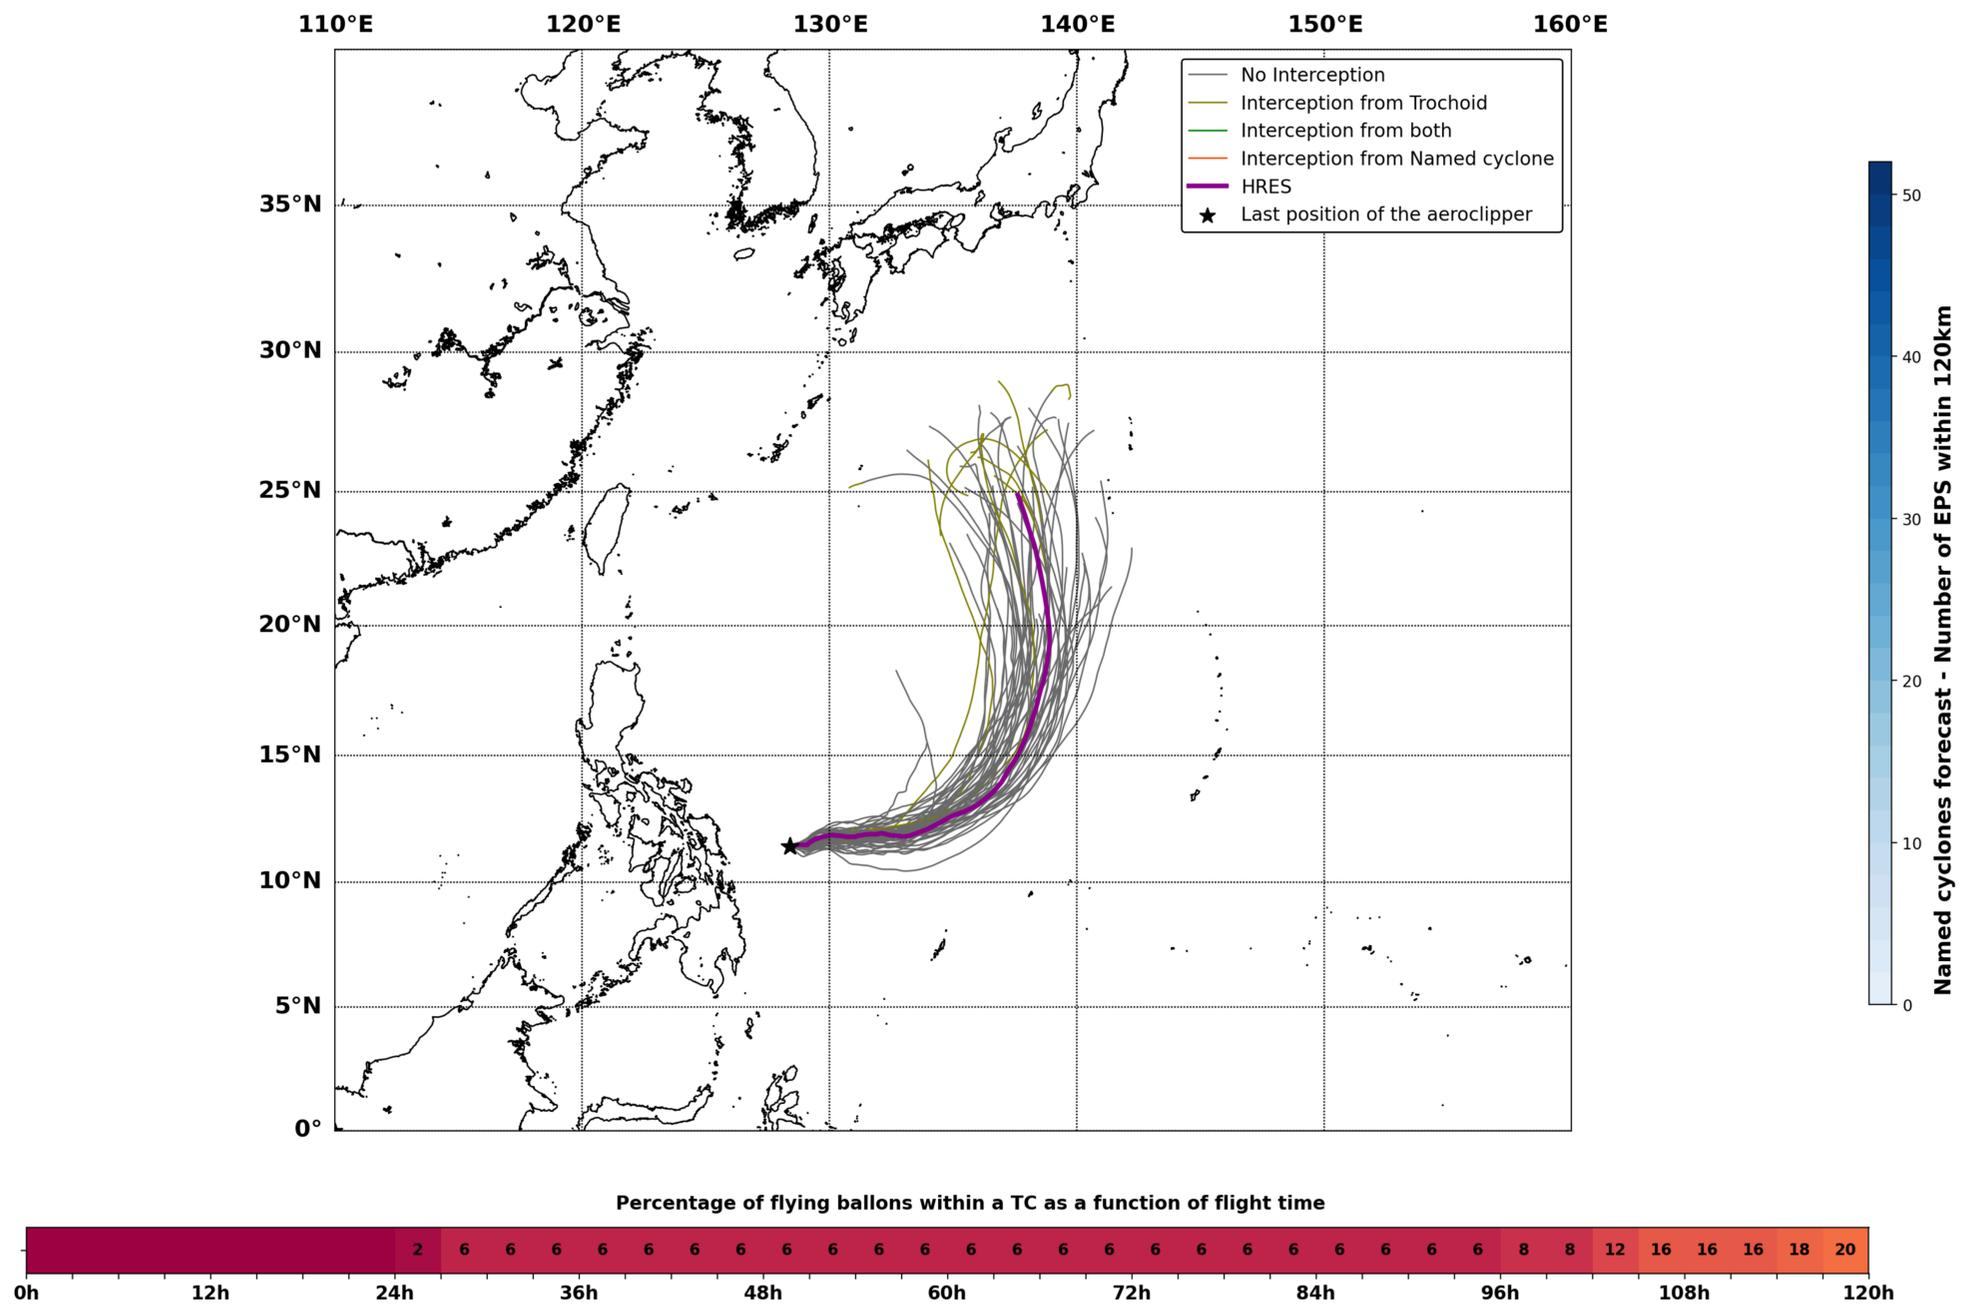 110°E 120°E 130°E 140°E 150°E 160°E
No Interception
Interception from Trochoid
Interception from both
Interception from Named cyclone
HRES
Last position of the aeroclipper
35°N
30°N
25°N
20°N
15°N
10°N
5°N
0°
50
40
30
20
10
0
Named cyclones forecast - Number of EPS within 120km
Percentage of flying ballons within a TC as a function of flight time
2 6 6 6 6 6 6 6 6 6 6 6 6 6 6 6 6 6 6 6 6 6 6 6 8 8 12 16 16 16 18 20
0h 12h 24h 36h 48h 60h 72h 84h 96h 108h 120h